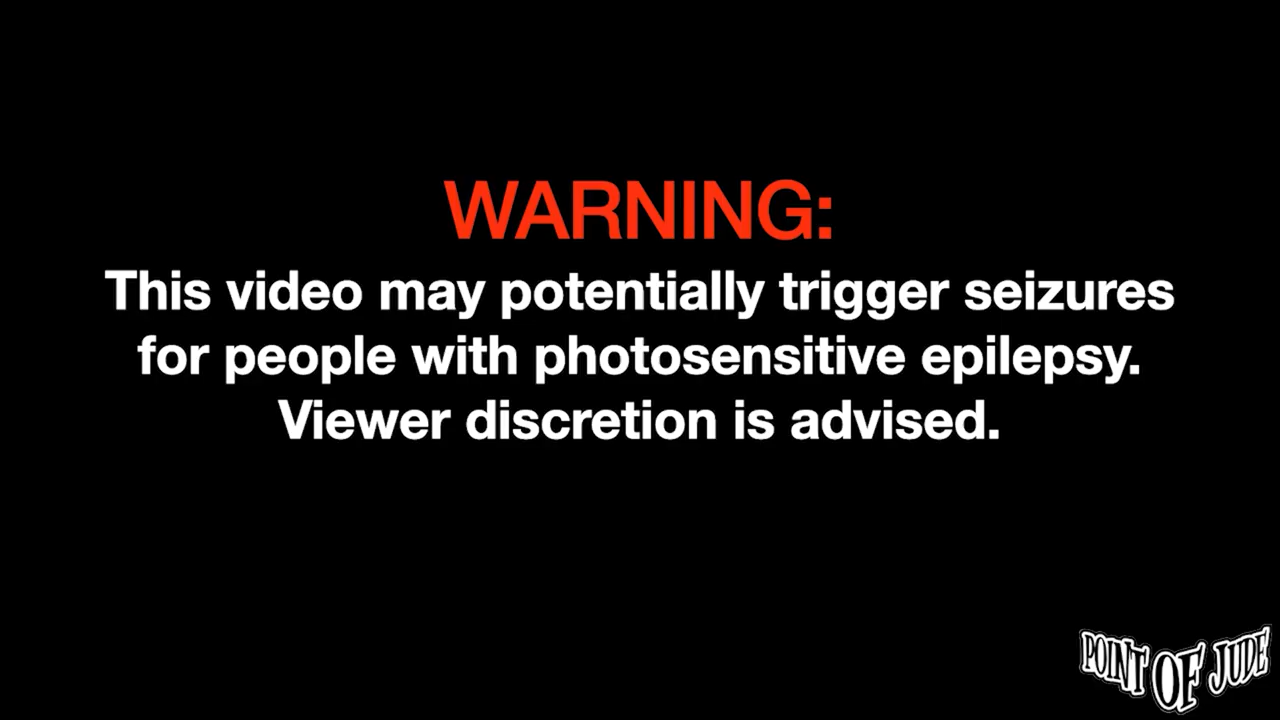 WARNING:
This video may potentially trigger seizures
for people with photosensitive epilepsy.
Viewer discretion is advised.
POINT OF JUDE